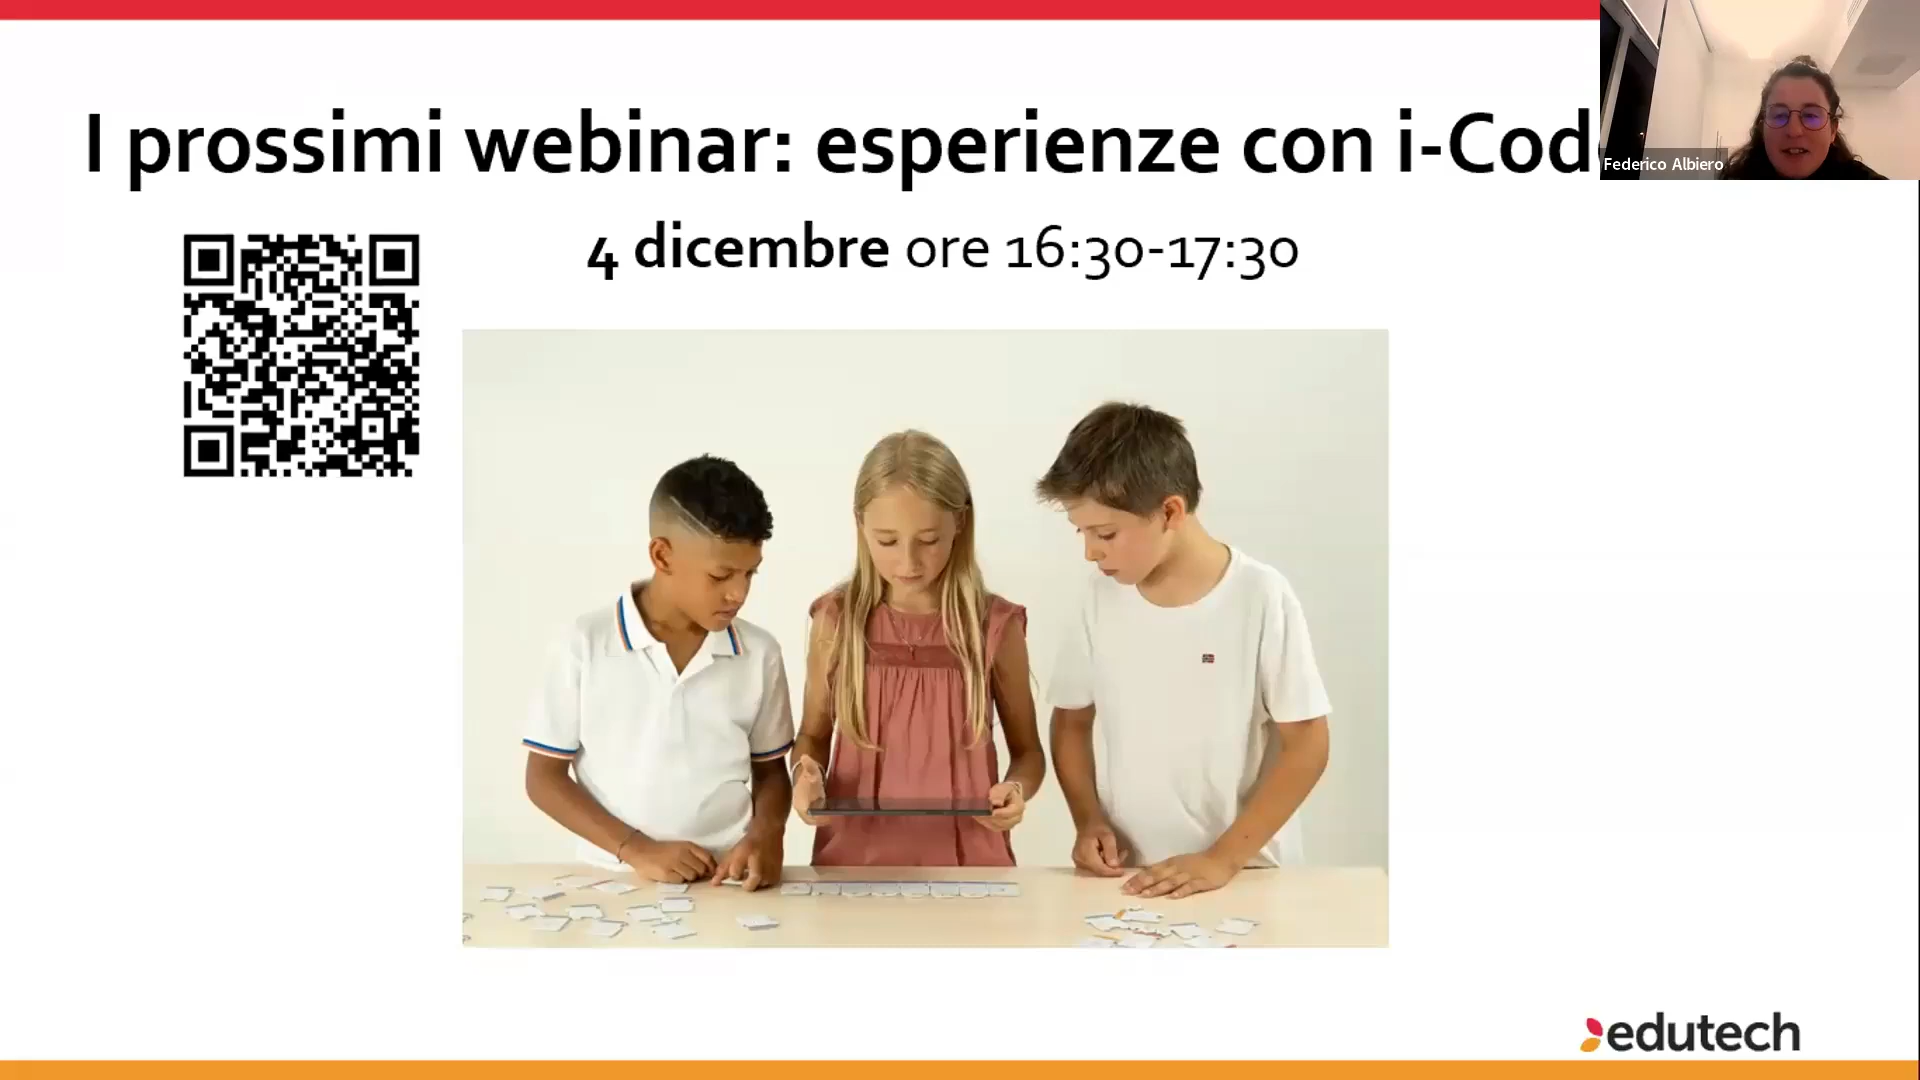 I prossimi webinar: esperienze con i-Cod
Federico Albiero
4 dicembre ore 16:30-17:30
edutech